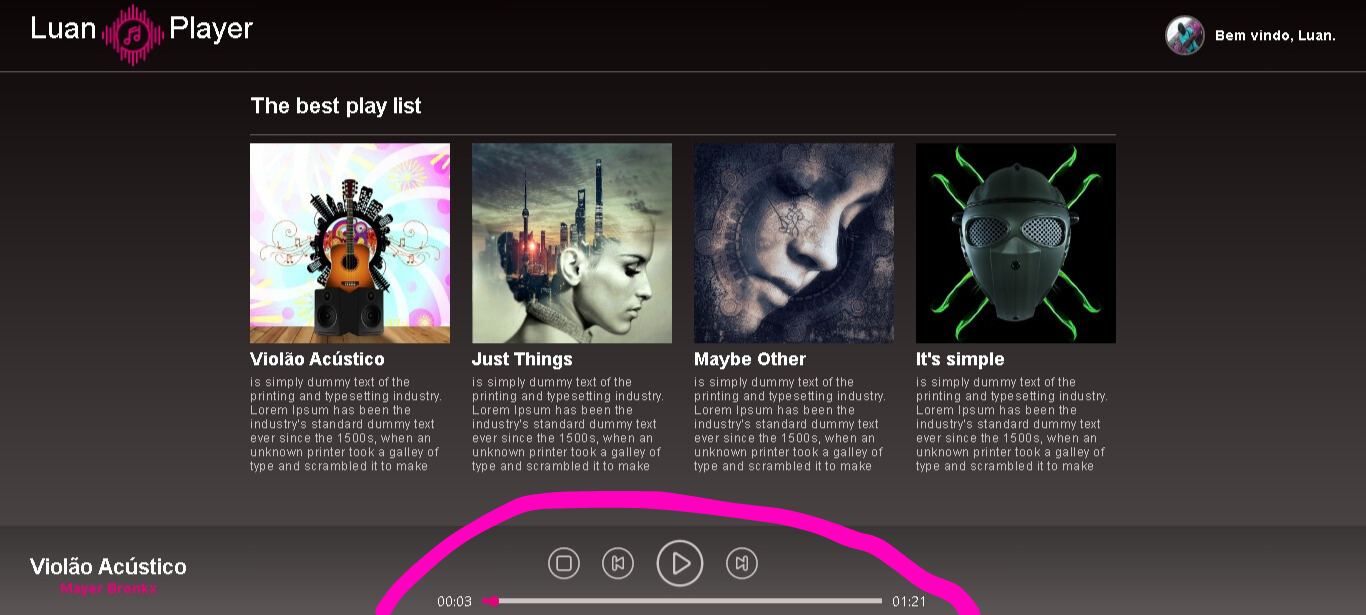 Luan Player
Bem vindo, Luan.
The best play list
Violão Acústico
is simply dummy text of the
printing and typesetting industry.
Lorem Ipsum has been the
industry's standard dummy text
ever since the 1500s, when an
unknown printer took a galley of
type and scrambled it to make
Just Things
is simply dummy text of the
printing and typesetting industry.
Lorem Ipsum has been the
industry's standard dummy text
ever since the 1500s, when an
unknown printer took a galley of
type and scrambled it to make
Maybe Other
is simply dummy text of the
printing and typesetting industry.
Lorem Ipsum has been the
industry's standard dummy text
ever since the 1500s, when an
unknown printer took a galley of
type and scrambled it to make
It's simple
is simply dummy text of the
printing and typesetting industry.
Lorem Ipsum has been the
industry's standard dummy text
ever since the 1500s, when an
unknown printer took a galley of
type and scrambled it to make
Violão Acústico
Mayer Bronkx
00:03
01:21